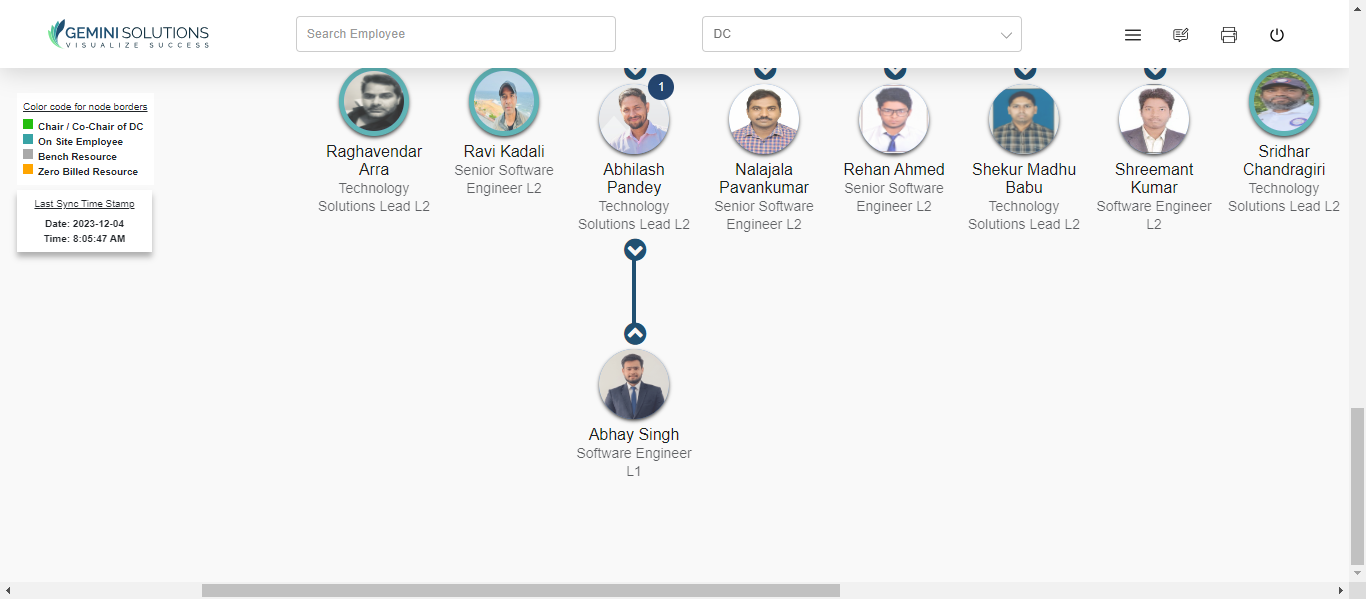 GEMINI SOLUTIONS
VISUALIZE SUCCESS
Search Employee
DC
Color code for node borders
Chair / Co-Chair of DC
On Site Employee
Bench Resource
Zero Billed Resource
Last Sync Time Stamp
Date: 2023-12-04
Time: 8:05:47 AM
Raghavendar
Arra
Technology
Solutions Lead L2
Ravi Kadali
Senior Software
Engineer L2
1
Abhilash
Pandey
Technology
Solutions Lead L2
Nalajala
Pavankumar
Senior Software
Engineer L2
Rehan Ahmed
Senior Software
Engineer L2
Shekur Madhu
Babu
Technology
Solutions Lead L2
Shreemant
Kumar
Software Engineer
L2
Sridhar
Chandragiri
Technology
Solutions Lead L2
Abhay Singh
Software Engineer
L1